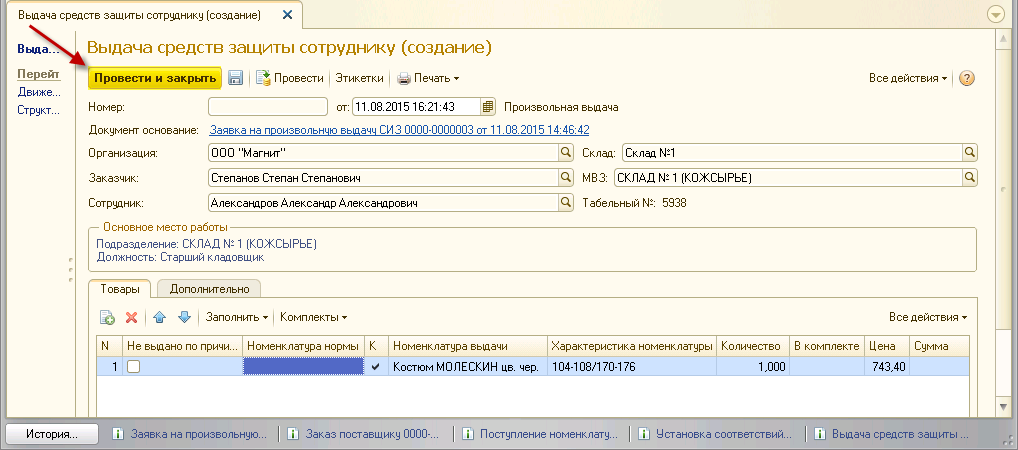 Выдача средств защиты сотруднику (создание)
Выда...
Перейт
Движе...
Структ...
Выдача средств защиты сотруднику (создание)
Провести и закрыть Провести Этикетки Печать Все действия ?
Номер: от: 11.08.2015 16:21:43 Произвольная выдача
Документ основание: Заявка на произвольную выдачу СИЗ 0000-0000003 от 11.08.2015 14:46:42
Организация: ООО "Магнит" Склад: Склад №1
Заказчик: Степанов Степан Степанович МВЗ: СКЛАД № 1 (КОЖСЫРЬЕ)
Сотрудник: Александров Александр Александрович Табельный №: 5938
Основное место работы
Подразделение: СКЛАД № 1 (КОЖСЫРЬЕ)
Должность: Старший кладовщик
Товары Дополнительно
Заполнить Комплекты Все действия
N Не выдано по причи... Номенклатура нормы К Номенклатура выдачи Характеристика номенклатуры Количество В комплекте Цена Сумма
1 Костюм МОЛЕСКИН цв. чер. 104-108/170-176 1,000 743,40
История... Заявка на произвольную... Заказ поставщику 0000-... Поступление номенклату... Установка соответствий... Выдача средств защиты ...